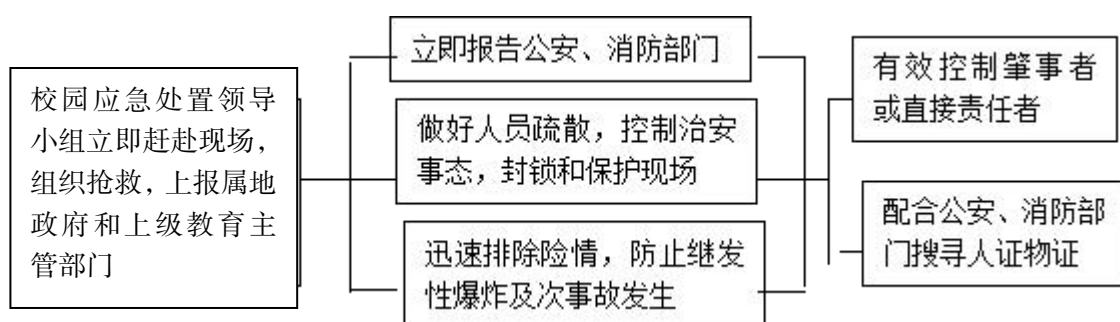 校园应急处置领导
小组立即赶赴现场，
组织抢救，上报属地
政府和上级教育主
管部门
立即报告公安、消防部门
做好人员疏散，控制治安
事态，封锁和保护现场
迅速排除险情，防止继发
性爆炸及次事故发生
有效控制肇事者
或直接责任者
配合公安、消防部
门搜寻人证物证